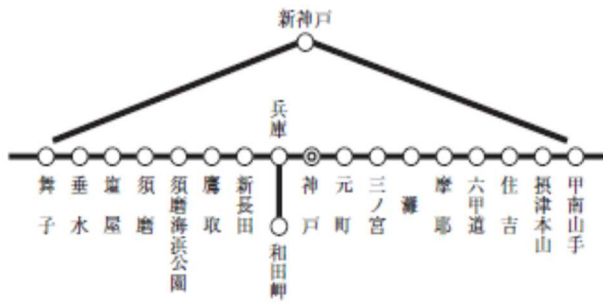 新神戸
兵庫
舞子
垂水
塩屋
須磨
須磨海浜公園
鷹取
新長田
神戸
元町
三ノ宮
灘
摩耶
六甲道
住吉
摂津本山
甲南山手
和田岬